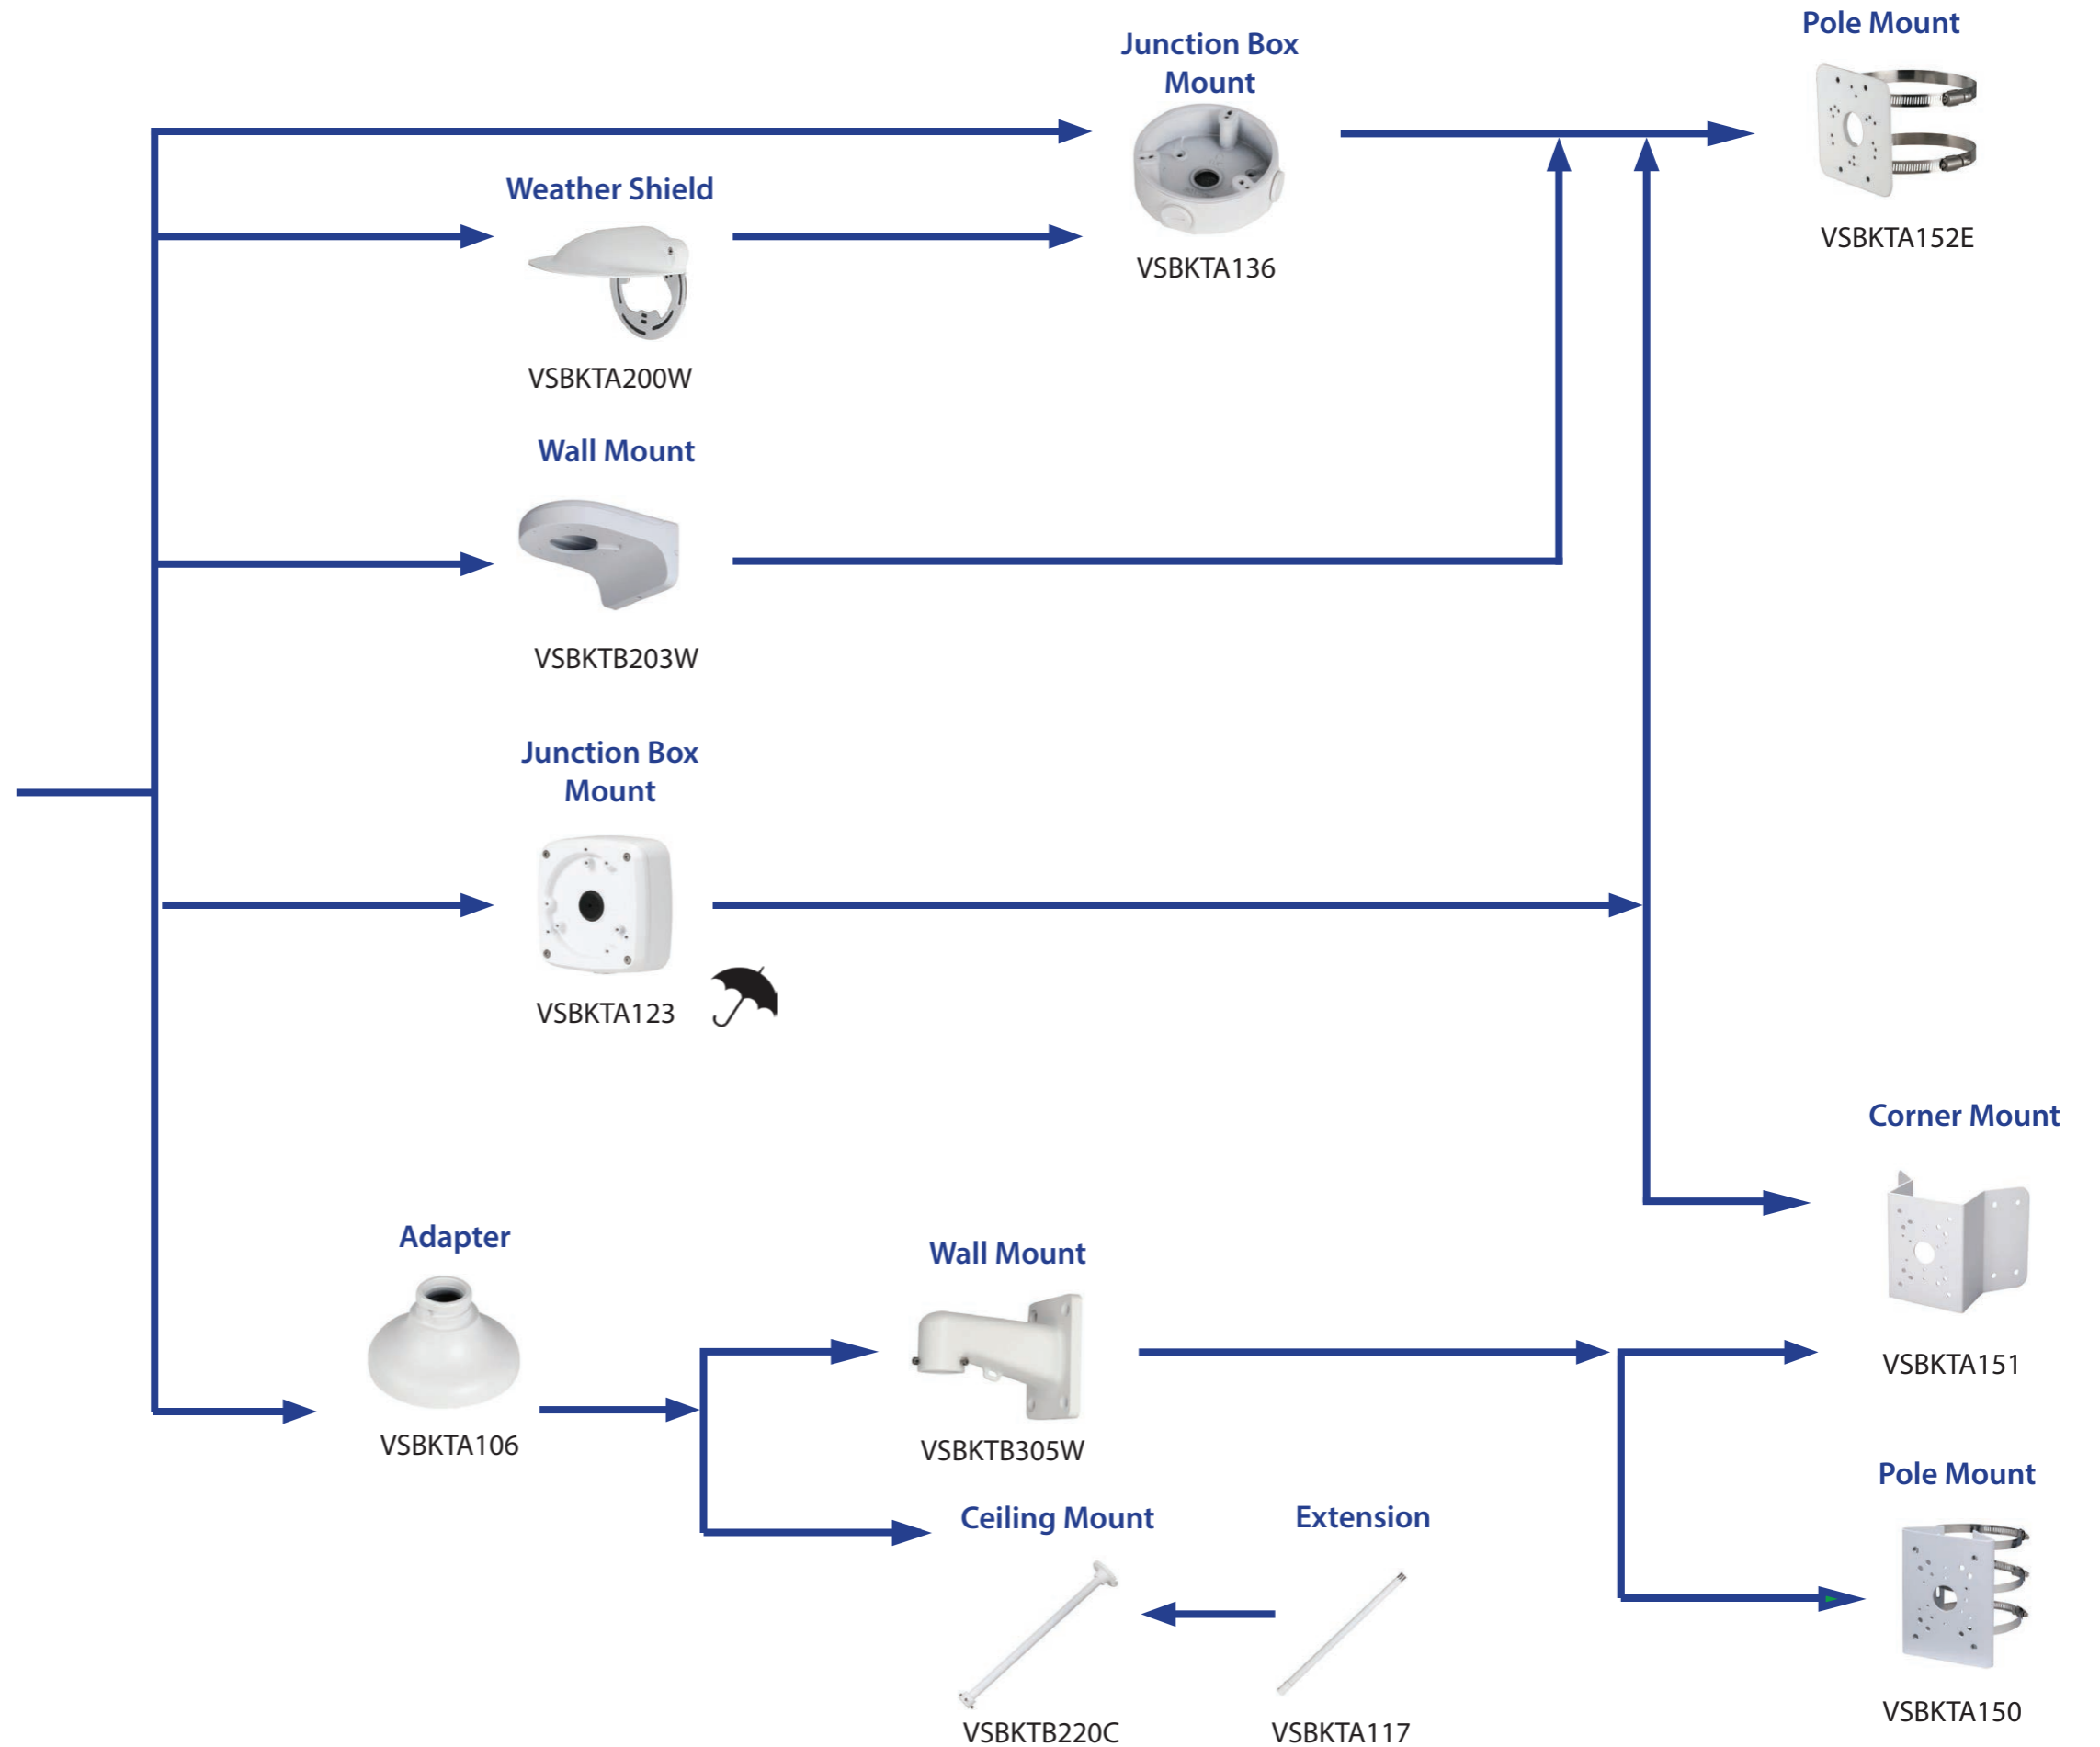 Pole Mount
Junction Box
Mount
VSBKTA152E
VSBKTA136
Weather Shield
VSBKTA200W
Wall Mount
VSBKTB203W
Junction Box
Mount
VSBKTA123
Corner Mount
VSBKTA151
Adapter
VSBKTA106
Wall Mount
VSBKTB305W
Pole Mount
VSBKTA150
Ceiling Mount
VSBKTB220C
Extension
VSBKTA117